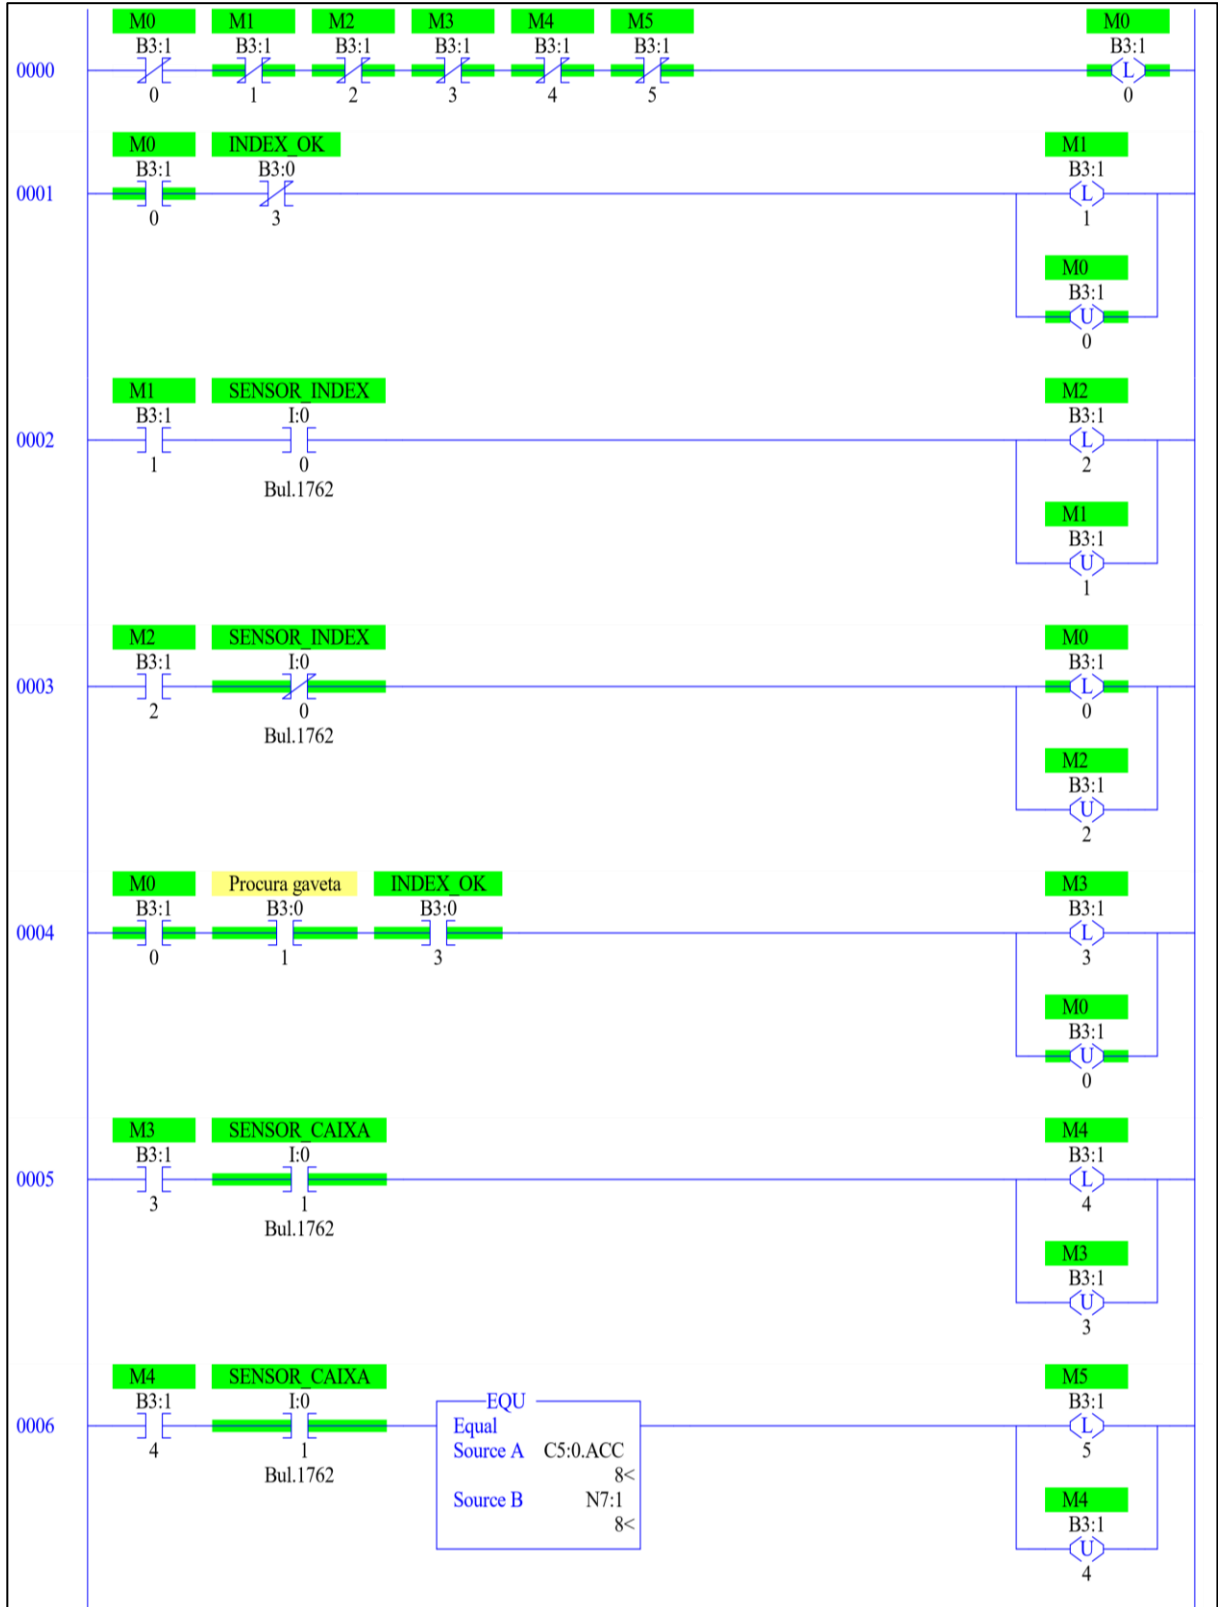 M0 M1 M2 M3 M4 M5 M0
B3:1 B3:1 B3:1 B3:1 B3:1 B3:1 B3:1
0000 L
0 1 2 3 4 5 0
M0 INDEX_OK M1
B3:1 B3:0 B3:1
0001 L
0 3 1
M0
B3:1
U
0
M1 SENSOR_INDEX M2
B3:1 I:0 B3:1
0002 L
1 0 2
Bul.1762
M1
B3:1
U
1
M2 SENSOR_INDEX M0
B3:1 I:0 B3:1
0003 L
2 0 0
Bul.1762
M2
B3:1
U
2
M0 Procura gaveta INDEX_OK M3
B3:1 B3:0 B3:0 B3:1
0004 L
0 1 3 3
M0
B3:1
U
0
M3 SENSOR_CAIXA M4
B3:1 I:0 B3:1
0005 L
3 1 4
Bul.1762
M3
B3:1
U
3
M4 SENSOR_CAIXA M5
B3:1 I:0 EQU B3:1
0006 Equal L
4 1 Source A C5:0.ACC 5
Bul.1762 8<
Source B N7:1 M4
8< B3:1
U
4